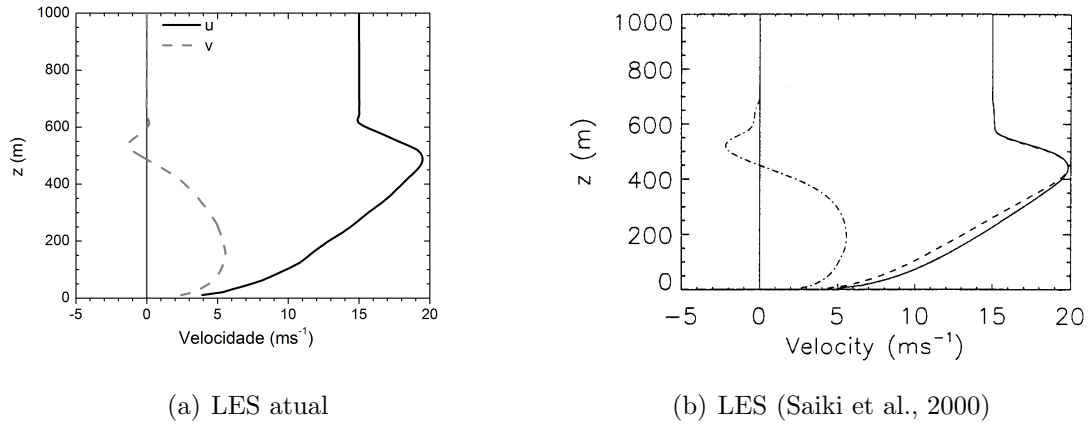 1000
800
600
400
200
0
z (m)
u
v
-5 0 5 10 15 20
Velocidade (ms⁻¹)
(a) LES atual
1000
800
600
400
200
0
z (m)
−5 0 5 10 15 20
Velocity (ms⁻¹)
(b) LES (Saiki et al., 2000)